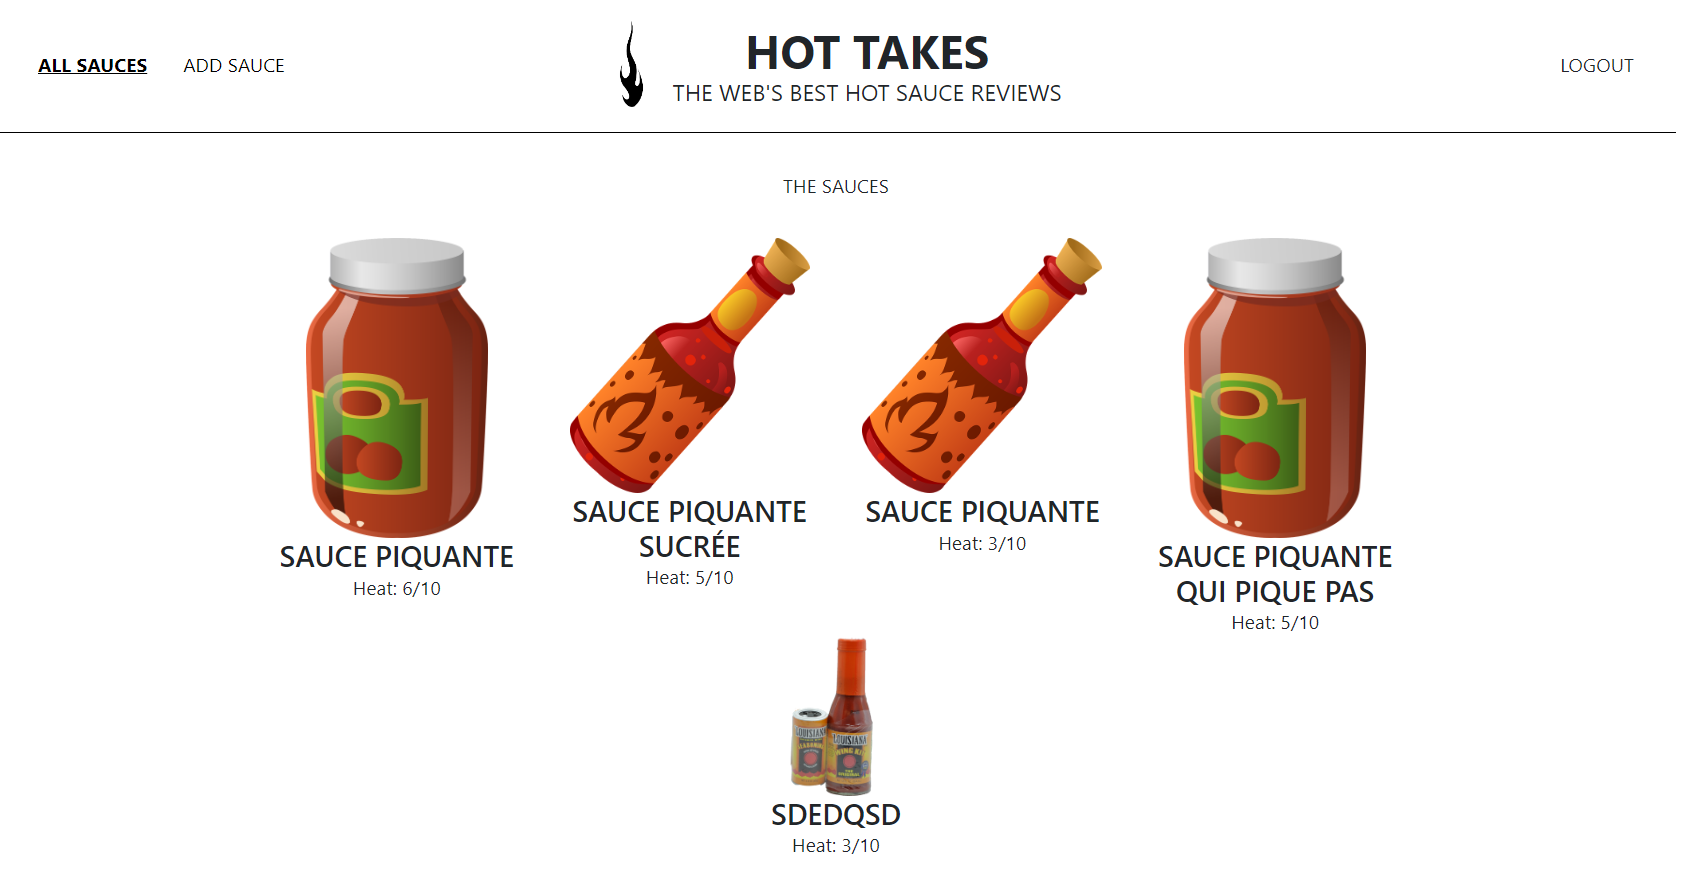 ALL SAUCES
ADD SAUCE
HOT TAKES
THE WEB'S BEST HOT SAUCE REVIEWS
LOGOUT
THE SAUCES
SAUCE PIQUANTE
Heat: 6/10
SAUCE PIQUANTE
SUCRÉE
Heat: 5/10
SAUCE PIQUANTE
Heat: 3/10
SAUCE PIQUANTE
QUI PIQUE PAS
Heat: 5/10
LOUISIANA
LOUISIANA
SDEDQSD
Heat: 3/10